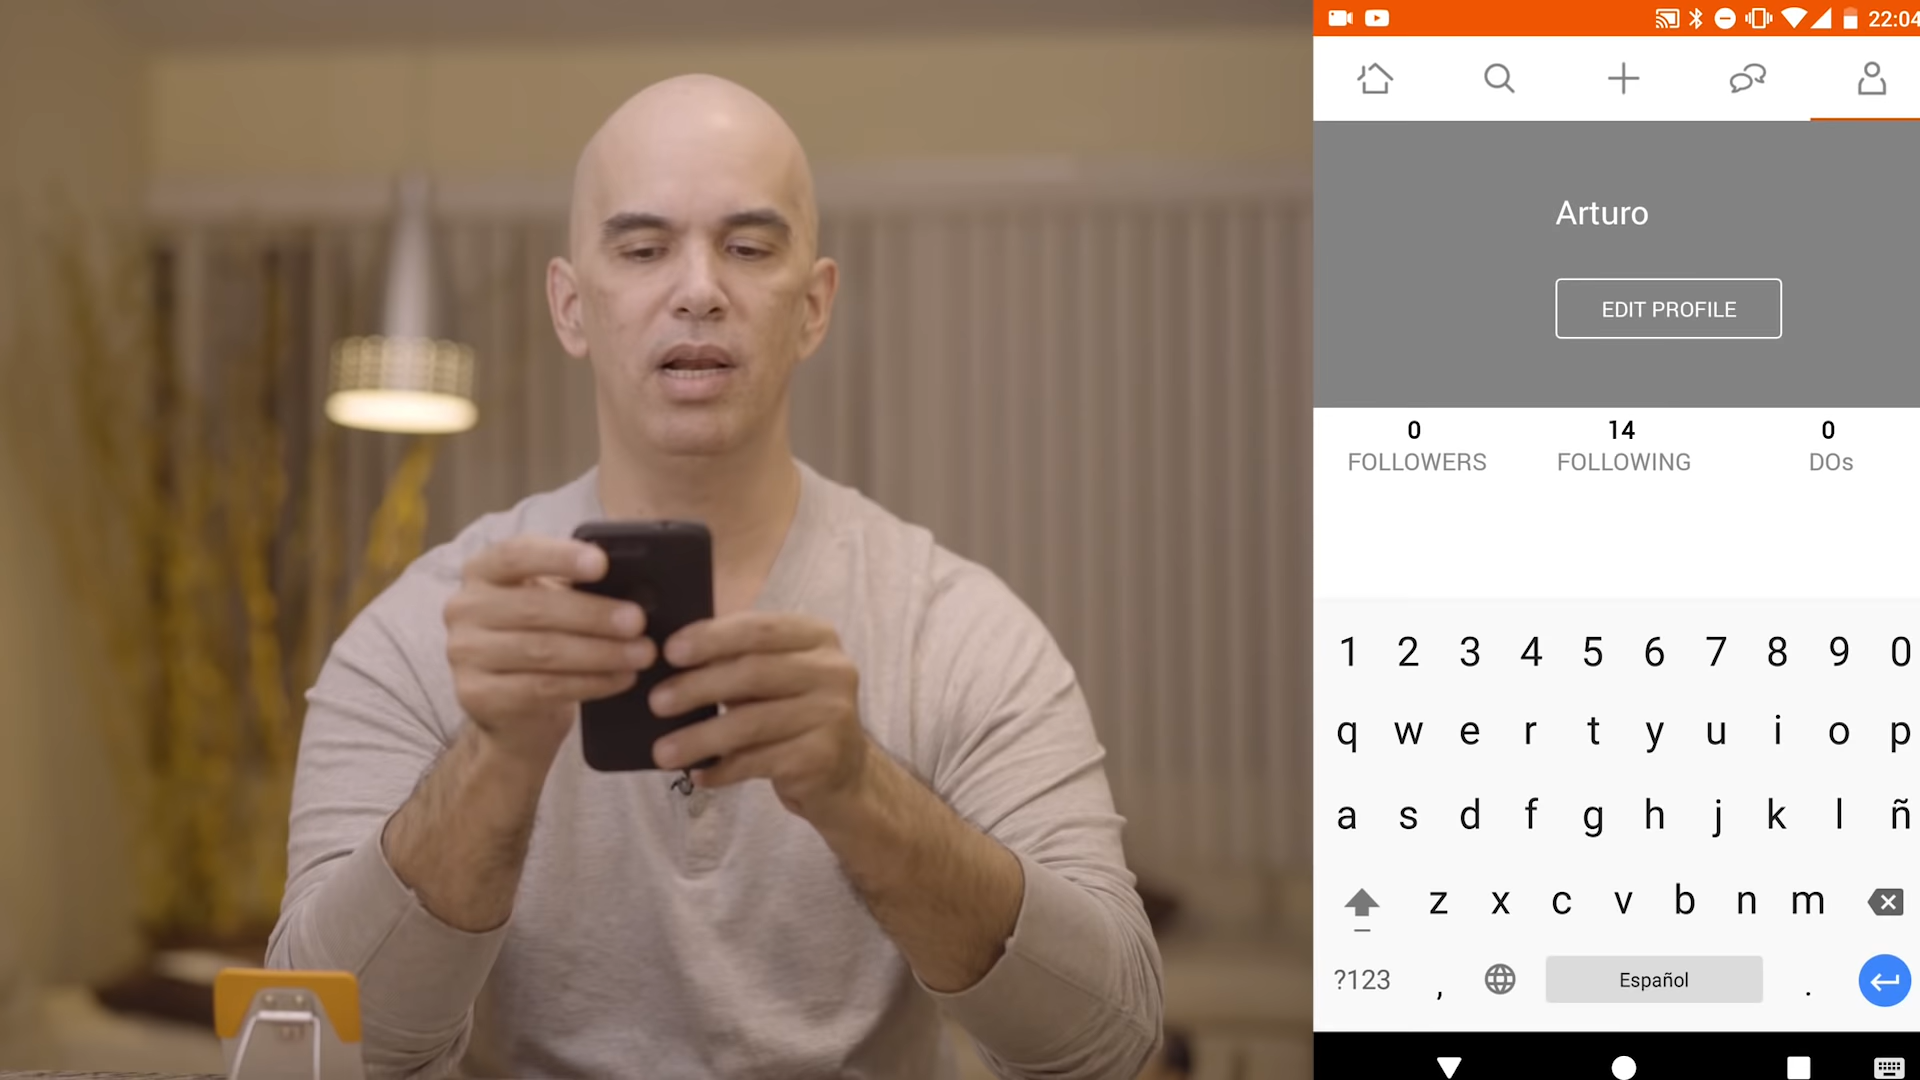 22:04
Arturo
EDIT PROFILE
0 14 0
FOLLOWERS FOLLOWING DOs
1 2 3 4 5 6 7 8 9 0
q w e r t y u i o p
a s d f g h j k l ñ
z x c v b n m
?123 , Español .